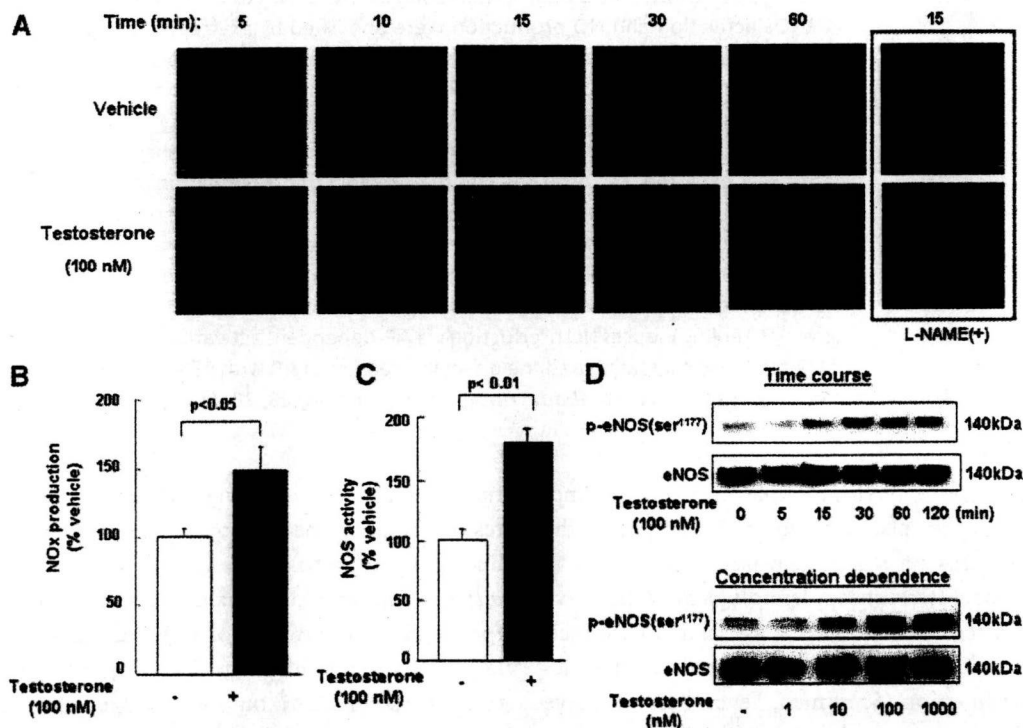 A
Time (min): 5 10 15 30 60 15
Vehicle
Testosterone
(100 nM)
L-NAME(+)
B
p<0.05
NOx production
(% vehicle)
200
150
100
50
0
Testosterone
(100 nM)
- +
C
p< 0.01
NOS activity
(% vehicle)
200
150
100
50
0
Testosterone
(100 nM)
- +
D
Time course
p-eNOS(ser1177) 140kDa
eNOS 140kDa
Testosterone
(100 nM)
0 5 15 30 60 120 (min)
Concentration dependence
p-eNOS(ser1177) 140kDa
eNOS 140kDa
Testosterone
(nM)
- 1 10 100 1000